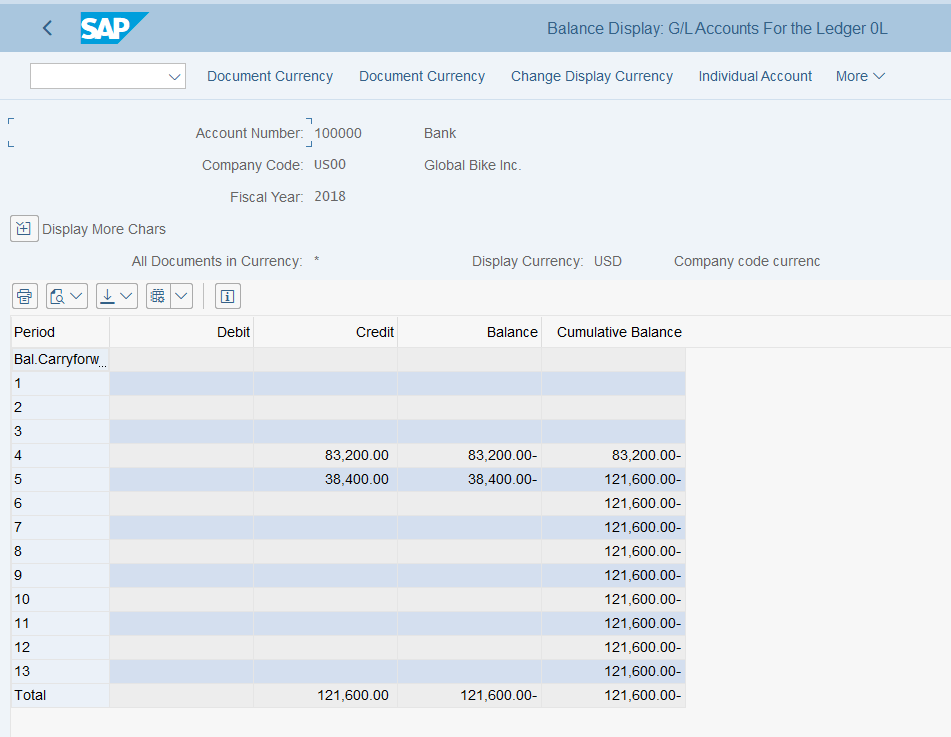 SAP Balance Display: G/L Accounts For the Ledger 0L
Document Currency Document Currency Change Display Currency Individual Account More
Account Number: 100000 Bank
Company Code: US00 Global Bike Inc.
Fiscal Year: 2018
Display More Chars
All Documents in Currency: * Display Currency: USD Company code currenc
Period Debit Credit Balance Cumulative Balance
Bal.Carryforw...
1
2
3
4 83,200.00 83,200.00- 83,200.00-
5 38,400.00 38,400.00- 121,600.00-
6 121,600.00-
7 121,600.00-
8 121,600.00-
9 121,600.00-
10 121,600.00-
11 121,600.00-
12 121,600.00-
13 121,600.00-
Total 121,600.00 121,600.00- 121,600.00-